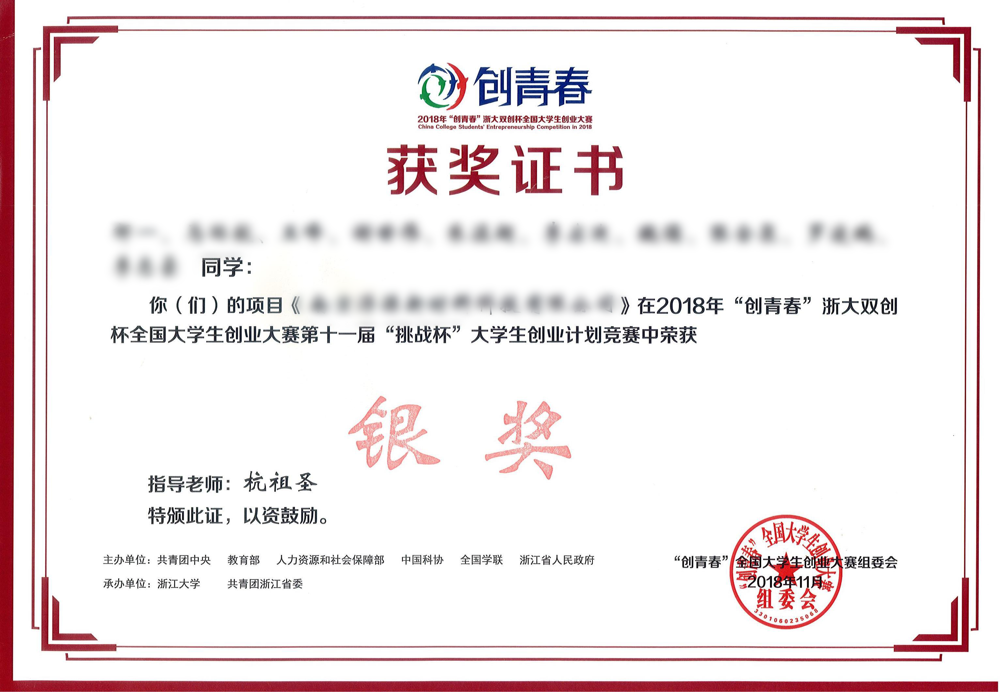 创青春
2018年“创青春”浙大双创杯全国大学生创业大赛
China College Students' Entrepreneurship Competition in 2018
获奖证书
同学：
你（们）的项目《 》在2018年“创青春”浙大双创
杯全国大学生创业大赛第十一届“挑战杯”大学生创业计划竞赛中荣获
银奖
指导老师：杭祖圣
特颁此证，以资鼓励。
主办单位：共青团中央 教育部 人力资源和社会保障部 中国科协 全国学联 浙江省人民政府
承办单位：浙江大学 共青团浙江省委
“创青春”全国大学生创业大赛组委会
2018年11月
“创青春”全国大学生创业大赛
组委会
3301060235068